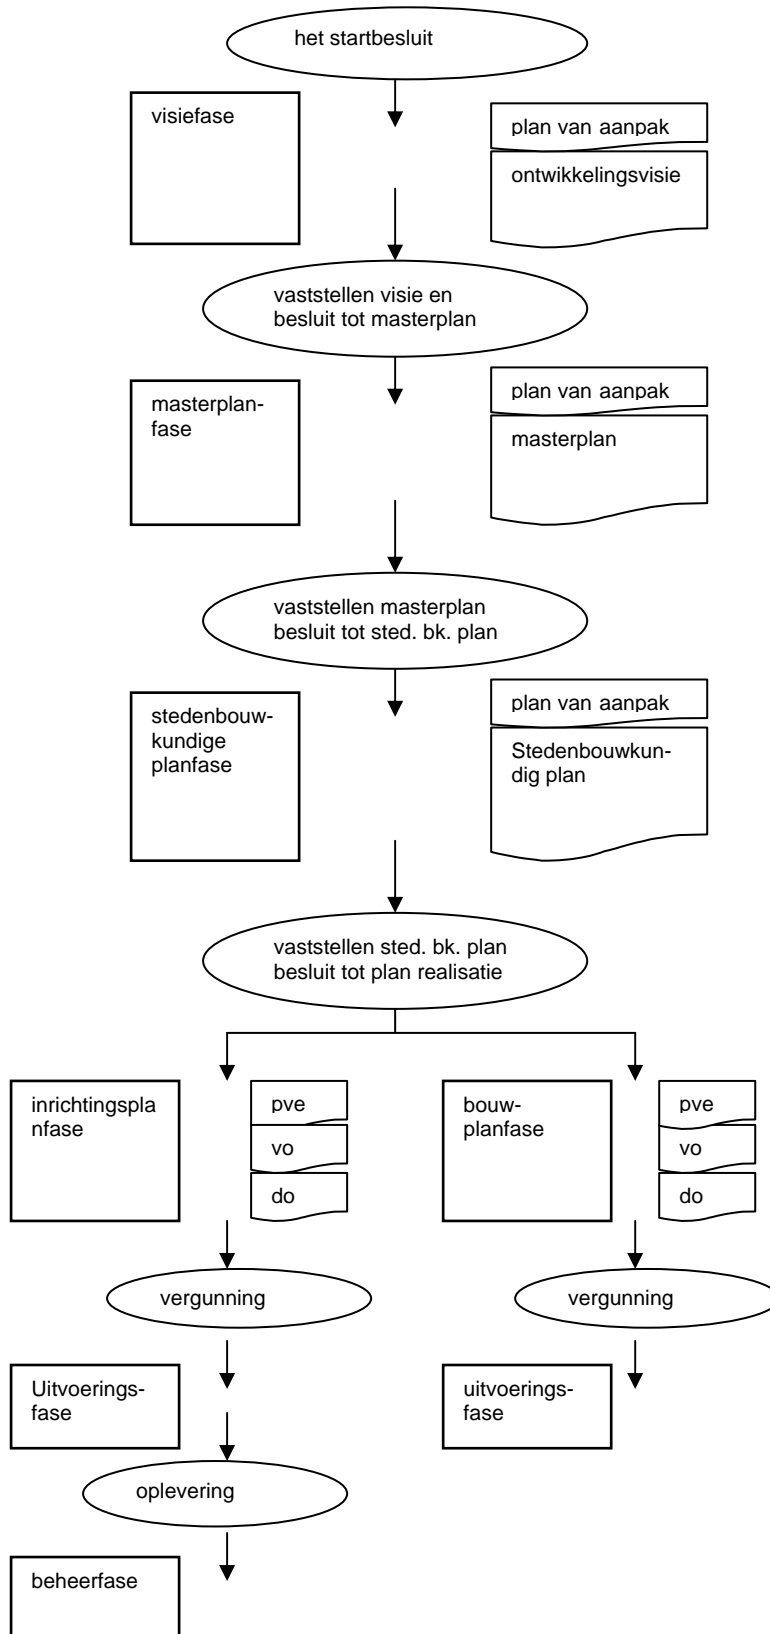 het startbesluit
visiefase
plan van aanpak
ontwikkelingsvisie
vaststellen visie en
besluit tot masterplan
masterplan-
fase
plan van aanpak
masterplan
vaststellen masterplan
besluit tot sted. bk. plan
stedenbouw-
kundige
planfase
plan van aanpak
Stedenbouwkun-
dig plan
vaststellen sted. bk. plan
besluit tot plan realisatie
inrichtingspla
nfase
pve
vo
do
bouw-
planfase
pve
vo
do
vergunning
vergunning
Uitvoerings-
fase
uitvoerings-
fase
oplevering
beheerfase